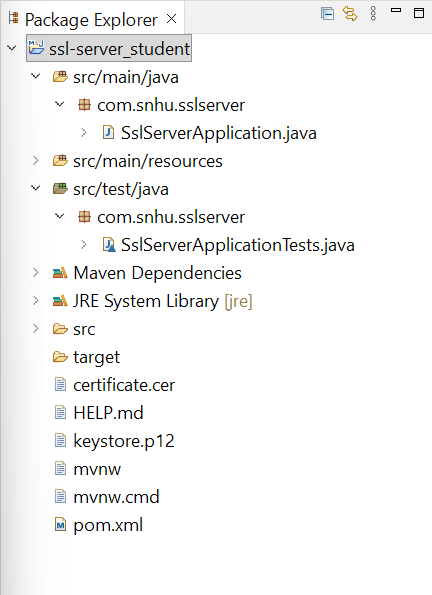 Package Explorer
ssl-server_student
src/main/java
com.snhu.sslserver
SslServerApplication.java
src/main/resources
src/test/java
com.snhu.sslserver
SslServerApplicationTests.java
Maven Dependencies
JRE System Library [jre]
src
target
certificate.cer
HELP.md
keystore.p12
mvnw
mvnw.cmd
pom.xml